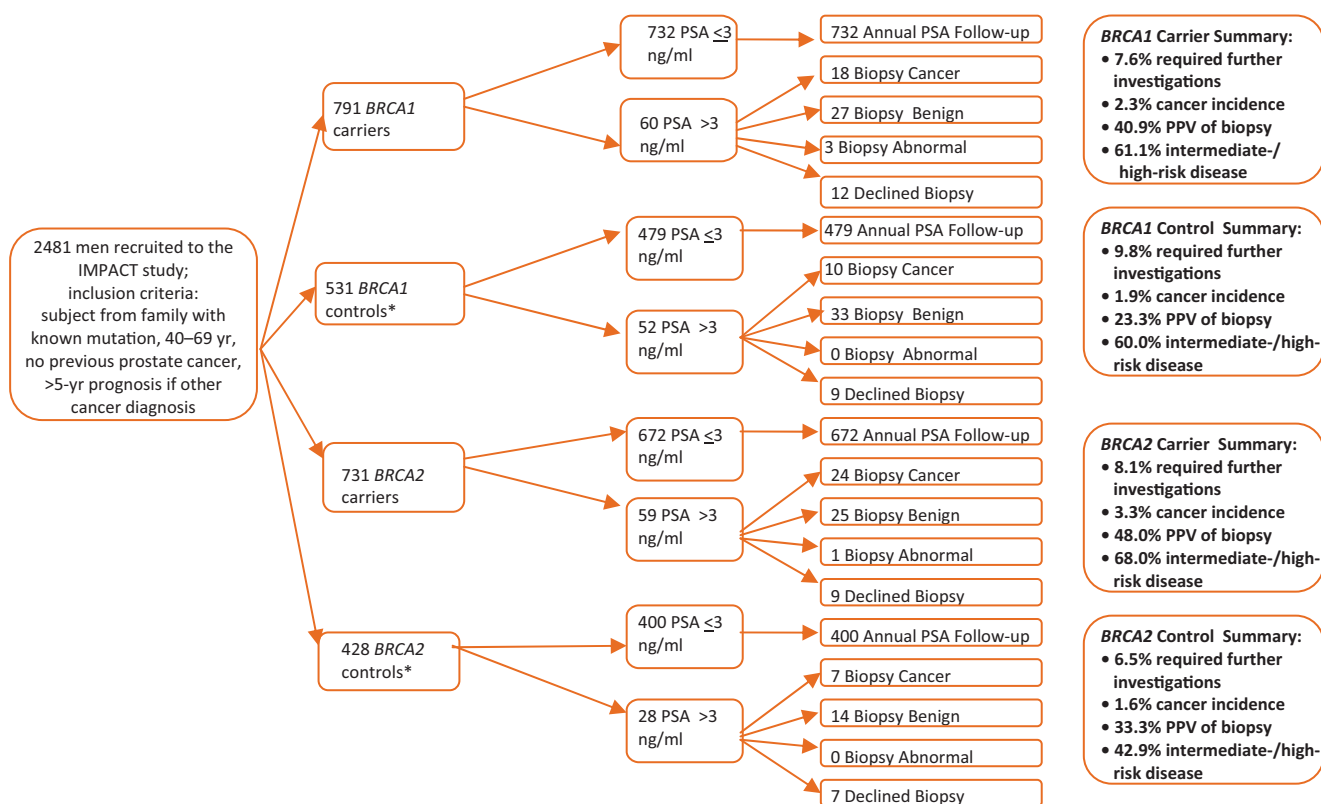 2481 men recruited to the
IMPACT study;
inclusion criteria:
subject from family with
known mutation, 40–69 yr,
no previous prostate cancer,
>5-yr prognosis if other
cancer diagnosis
791 BRCA1
carriers
732 PSA ≤3
ng/ml
732 Annual PSA Follow-up
60 PSA >3
ng/ml
18 Biopsy Cancer
27 Biopsy Benign
3 Biopsy Abnormal
12 Declined Biopsy
BRCA1 Carrier Summary:
• 7.6% required further
investigations
• 2.3% cancer incidence
• 40.9% PPV of biopsy
• 61.1% intermediate-/
high-risk disease
531 BRCA1
controls*
479 PSA ≤3
ng/ml
479 Annual PSA Follow-up
52 PSA >3
ng/ml
10 Biopsy Cancer
33 Biopsy Benign
0 Biopsy Abnormal
9 Declined Biopsy
BRCA1 Control Summary:
• 9.8% required further
investigations
• 1.9% cancer incidence
• 23.3% PPV of biopsy
• 60.0% intermediate-/high-
risk disease
731 BRCA2
carriers
672 PSA ≤3
ng/ml
672 Annual PSA Follow-up
59 PSA >3
ng/ml
24 Biopsy Cancer
25 Biopsy Benign
1 Biopsy Abnormal
9 Declined Biopsy
BRCA2 Carrier Summary:
• 8.1% required further
investigations
• 3.3% cancer incidence
• 48.0% PPV of biopsy
• 68.0% intermediate-/high-
risk disease
428 BRCA2
controls*
400 PSA ≤3
ng/ml
400 Annual PSA Follow-up
28 PSA >3
ng/ml
7 Biopsy Cancer
14 Biopsy Benign
0 Biopsy Abnormal
7 Declined Biopsy
BRCA2 Control Summary:
• 6.5% required further
investigations
• 1.6% cancer incidence
• 33.3% PPV of biopsy
• 42.9% intermediate-/high-
risk disease